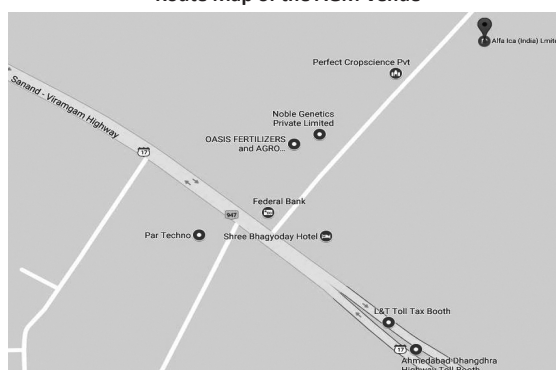 Route Map of the AGM Venue
Alfa Ica (India) Lmite
Perfect Cropscience Pvt
Sanand - Viramgam Highway
Noble Genetics
Private Limited
OASIS FERTILIZERS
and AGRO...
17
Federal Bank
947
Par Techno
Shree Bhagyoday Hotel
L&T Toll Tax Booth
17
Ahmedabad Dhangdhra
Highway Toll Booth